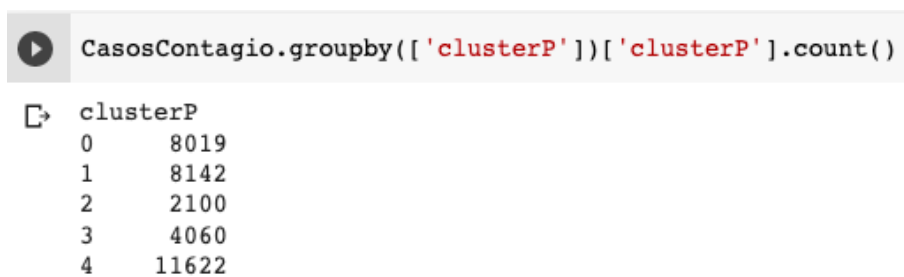 CasosContagio.groupby(['clusterP'])['clusterP'].count()
clusterP
0 8019
1 8142
2 2100
3 4060
4 11622